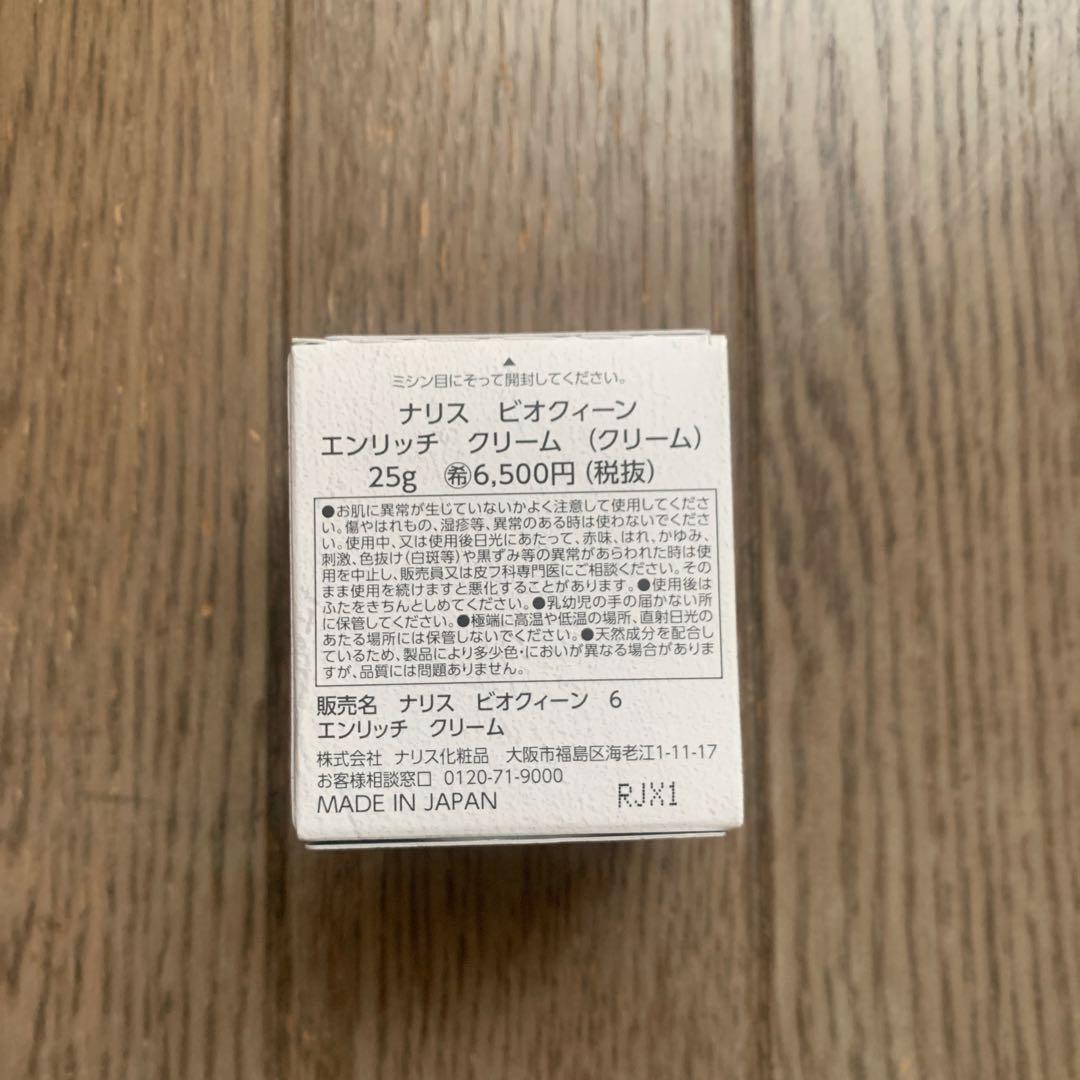 ▲
ミシン目にそって開封してください。
ナリス ビオクィーン
エンリッチ クリーム (クリーム)
25g ㊎6,500円(税抜)
●お肌に異常が生じていないかよく注意して使用してくださ
い。傷やはれもの、湿疹等、異常のある時は使わないでくださ
い。使用中、又は使用後日光にあたって、赤味、はれ、かゆみ、
刺激、色抜け(白斑等)や黒ずみ等の異常があらわれた時は使
用を中止し、販売員又は皮フ科専門医にご相談ください。その
まま使用を続けますと悪化することがあります。●使用後は
ふたをきちんとしめてください。●乳幼児の手の届かない所
に保管してください。●極端に高温や低温の場所、直射日光の
あたる場所には保管しないでください。●天然成分を配合し
ているため、製品により多少色・においが異なる場合がありま
すが、品質には問題ありません。
販売名 ナリス ビオクィーン 6
エンリッチ クリーム
株式会社 ナリス化粧品 大阪市福島区海老江1-11-17
お客様相談窓口 0120-71-9000
MADE IN JAPAN RJX1